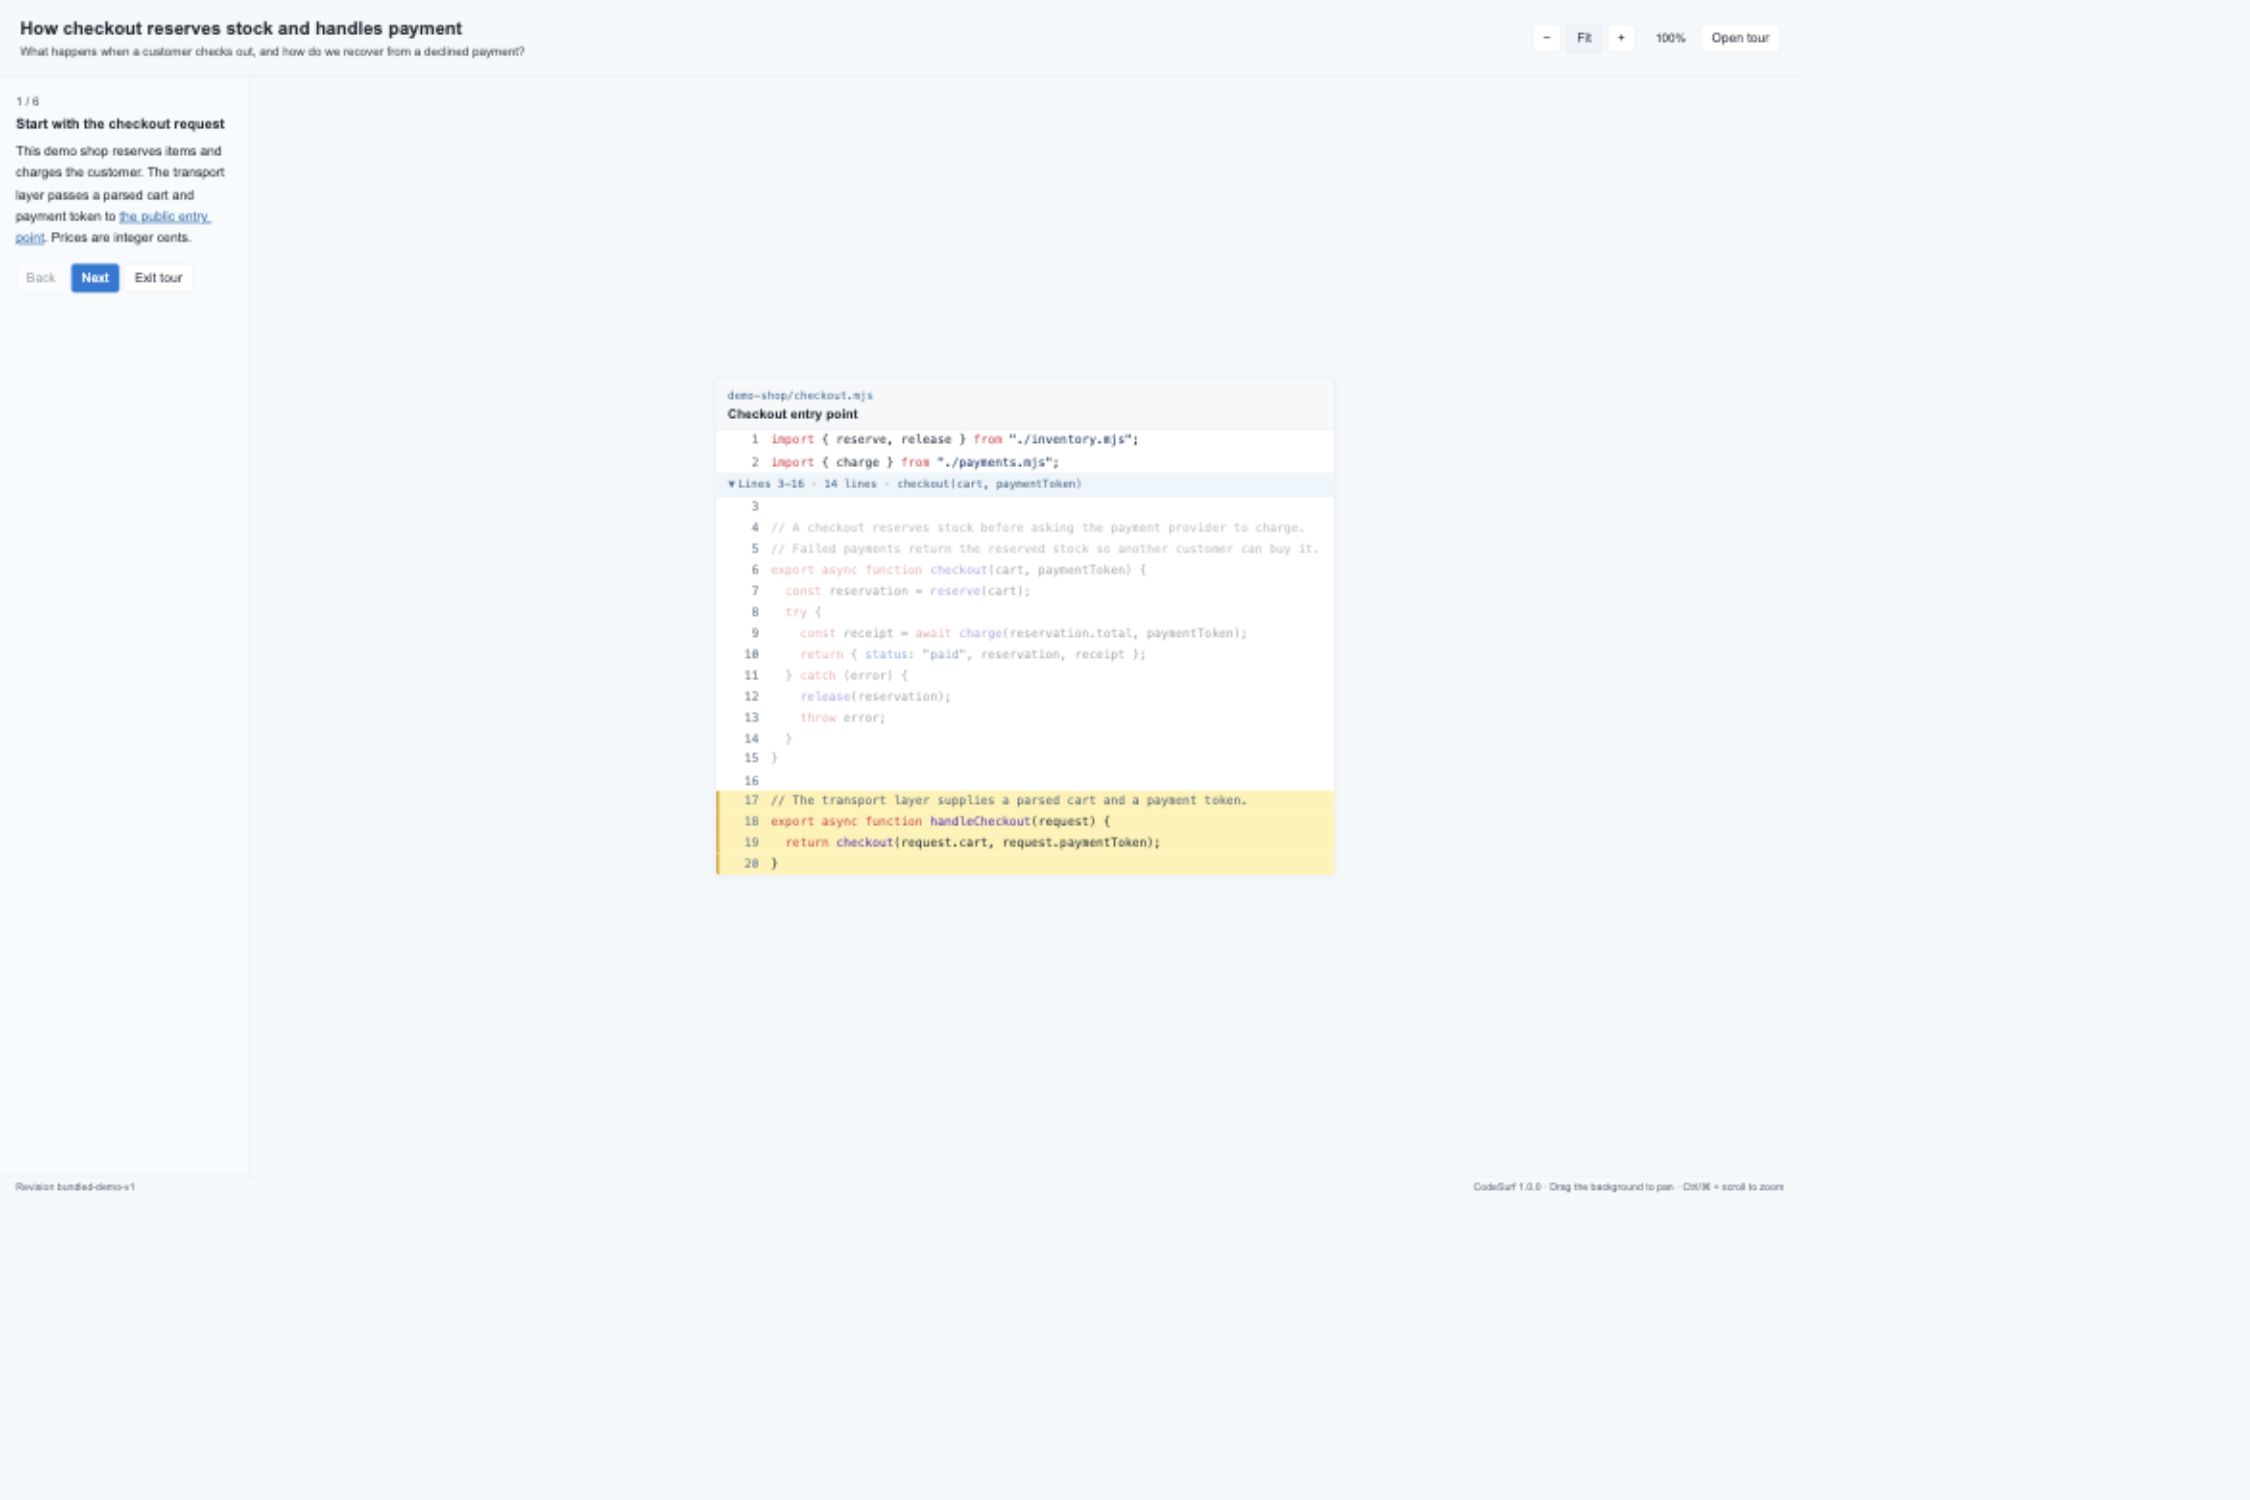 How checkout reserves stock and handles payment
What happens when a customer checks out, and how do we recover from a declined payment?
−
Fit
+
100%
Open tour
1 / 6
Start with the checkout request
This demo shop reserves items and
charges the customer. The transport
layer passes a parsed cart and
payment token to the public entry
point. Prices are integer cents.
Back
Next
Exit tour
demo-shop/checkout.mjs
Checkout entry point
1 import { reserve, release } from "./inventory.mjs";
2 import { charge } from "./payments.mjs";
▼ Lines 3–16 · 14 lines · checkout(cart, paymentToken)
3
4 // A checkout reserves stock before asking the payment provider to charge.
5 // Failed payments return the reserved stock so another customer can buy it.
6 export async function checkout(cart, paymentToken) {
7   const reservation = reserve(cart);
8   try {
9     const receipt = await charge(reservation.total, paymentToken);
10     return { status: "paid", reservation, receipt };
11   } catch (error) {
12     release(reservation);
13     throw error;
14   }
15 }
16
17 // The transport layer supplies a parsed cart and a payment token.
18 export async function handleCheckout(request) {
19   return checkout(request.cart, request.paymentToken);
20 }
Revision bundled-demo-v1
CodeSurf 1.0.0 · Drag the background to pan · Ctrl/⌘ + scroll to zoom